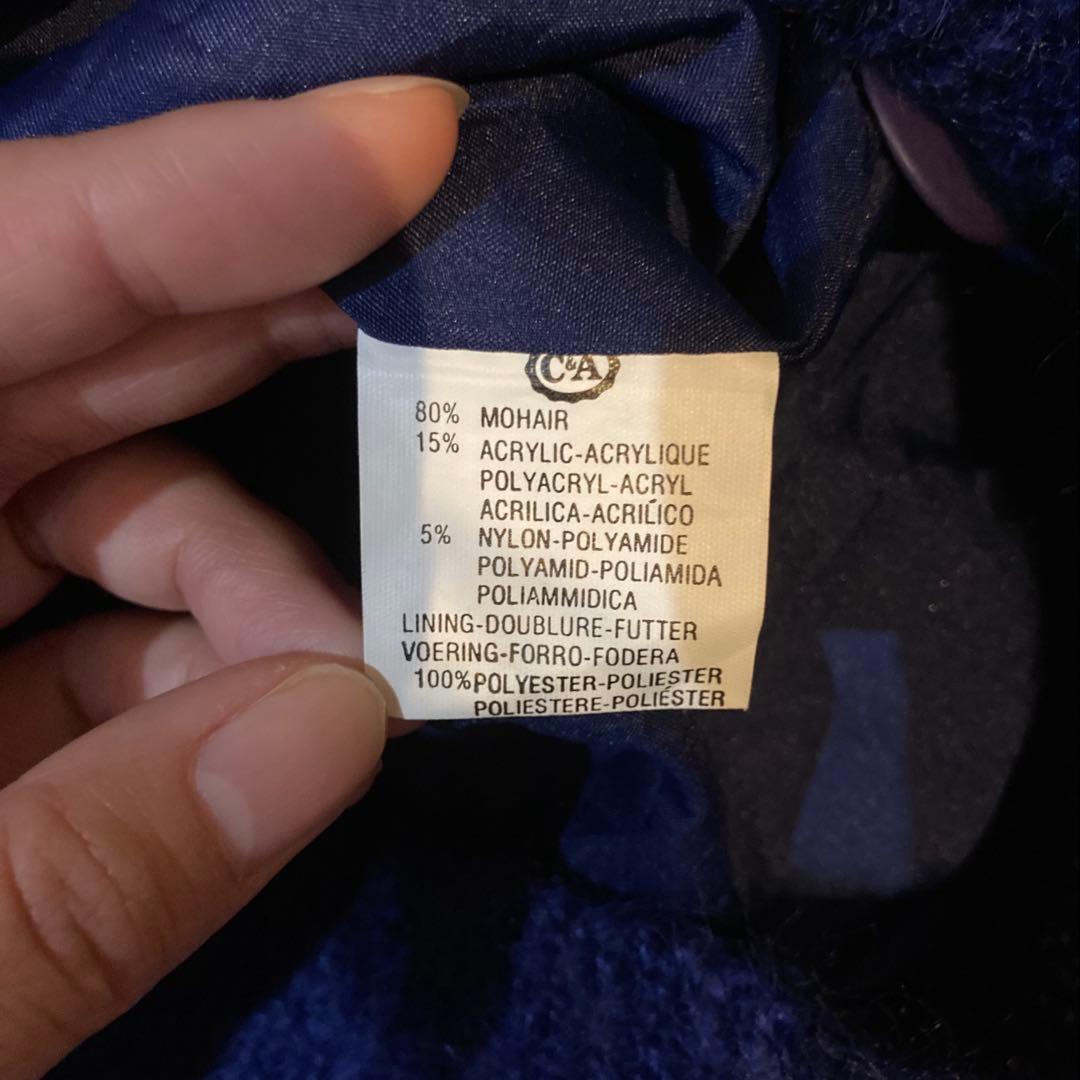 C&A
80% MOHAIR
15% ACRYLIC-ACRYLIQUE
POLYACRYL-ACRYL
ACRILICA-ACRÍLICO
5% NYLON-POLYAMIDE
POLYAMID-POLIAMIDA
POLIAMMIDICA
LINING-DOUBLURE-FUTTER
VOERING-FORRO-FODERA
100% POLYESTER-POLIESTER
POLIESTERE-POLIÉSTER